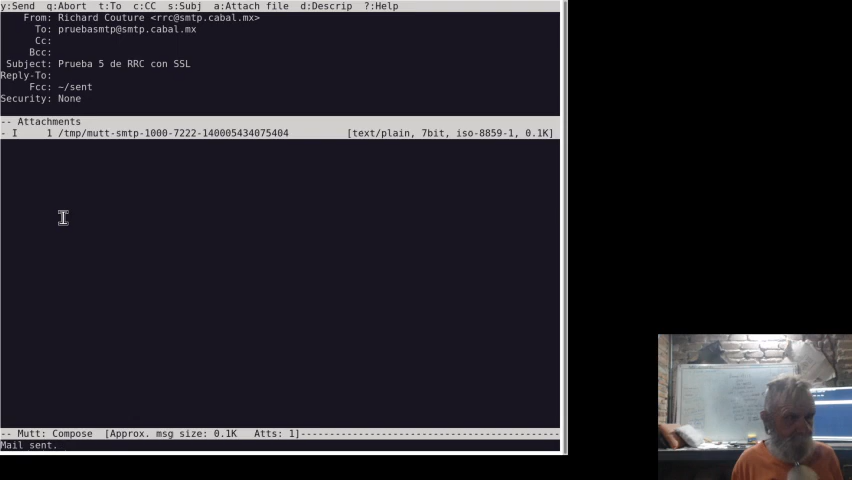 y:Send  q:Abort  t:To  c:CC  s:Subj  a:Attach file  d:Descrip  ?:Help
From: Richard Couture <rrc@smtp.cabal.mx>
To: pruebasmtp@smtp.cabal.mx
Cc:
Bcc:
Subject: Prueba 5 de RRC con SSL
Reply-To:
Fcc: ~/sent
Security: None
-- Attachments
- I     1 /tmp/mutt-smtp-1000-7222-140005434075404          [text/plain, 7bit, iso-8859-1, 0.1K]
-- Mutt: Compose  [Approx. msg size: 0.1K   Atts: 1]---------------------------------------------
Mail sent.